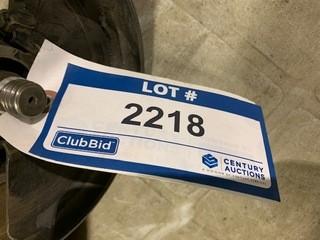 LOT #
2218
ClubBid
CENTURY
AUCTIONS